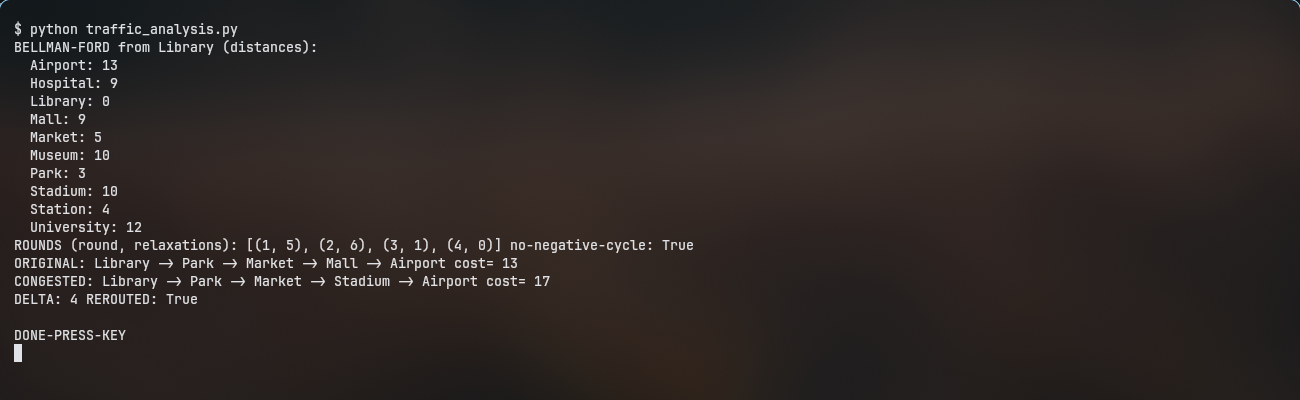 $ python traffic_analysis.py
BELLMAN-FORD from Library (distances):
  Airport: 13
  Hospital: 9
  Library: 0
  Mall: 9
  Market: 5
  Museum: 10
  Park: 3
  Stadium: 10
  Station: 4
  University: 12
ROUNDS (round, relaxations): [(1, 5), (2, 6), (3, 1), (4, 0)] no-negative-cycle: True
ORIGINAL: Library -> Park -> Market -> Mall -> Airport cost= 13
CONGESTED: Library -> Park -> Market -> Stadium -> Airport cost= 17
DELTA: 4 REROUTED: True
DONE-PRESS-KEY